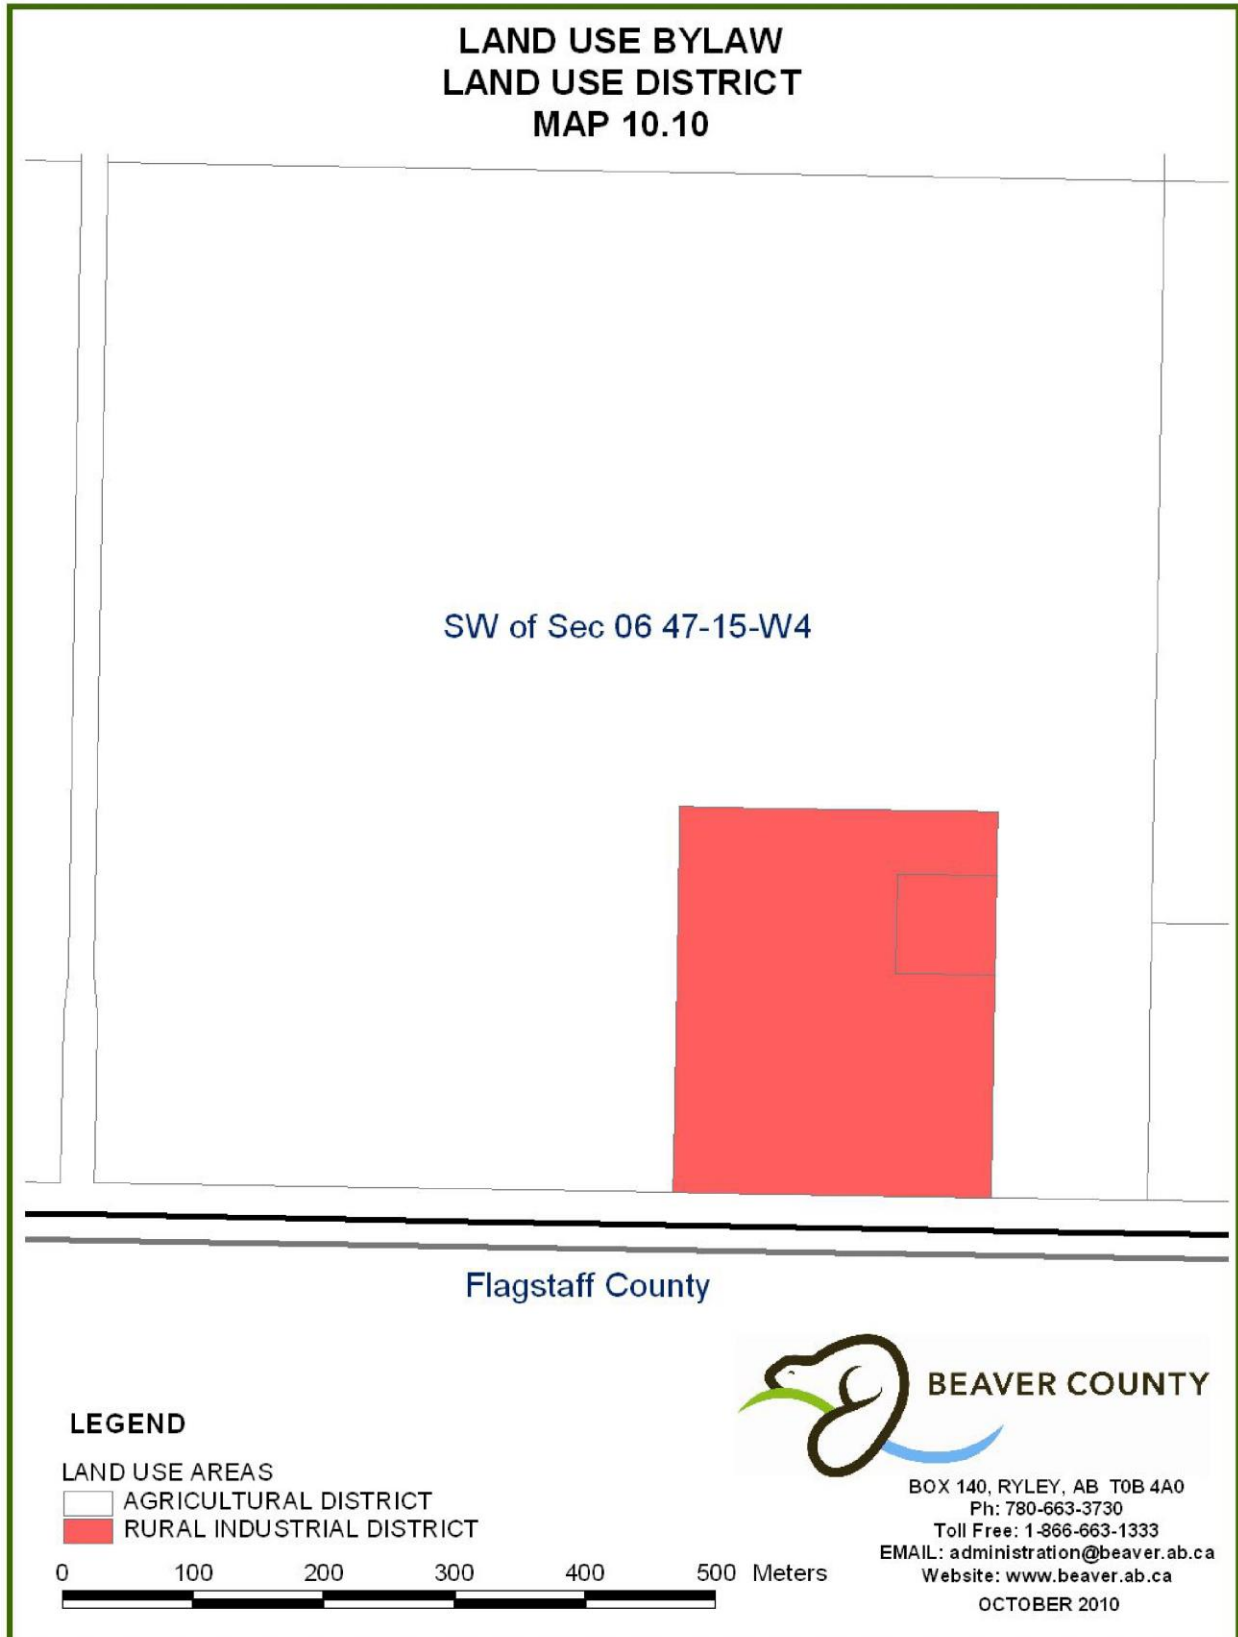 LAND USE BYLAW
LAND USE DISTRICT
MAP 10.10
SW of Sec 06 47-15-W4
Flagstaff County
BEAVER COUNTY
LEGEND
LAND USE AREAS
AGRICULTURAL DISTRICT
RURAL INDUSTRIAL DISTRICT
0 100 200 300 400 500 Meters
BOX 140, RYLEY, AB T0B 4A0
Ph: 780-663-3730
Toll Free: 1-866-663-1333
EMAIL: administration@beaver.ab.ca
Website: www.beaver.ab.ca
OCTOBER 2010